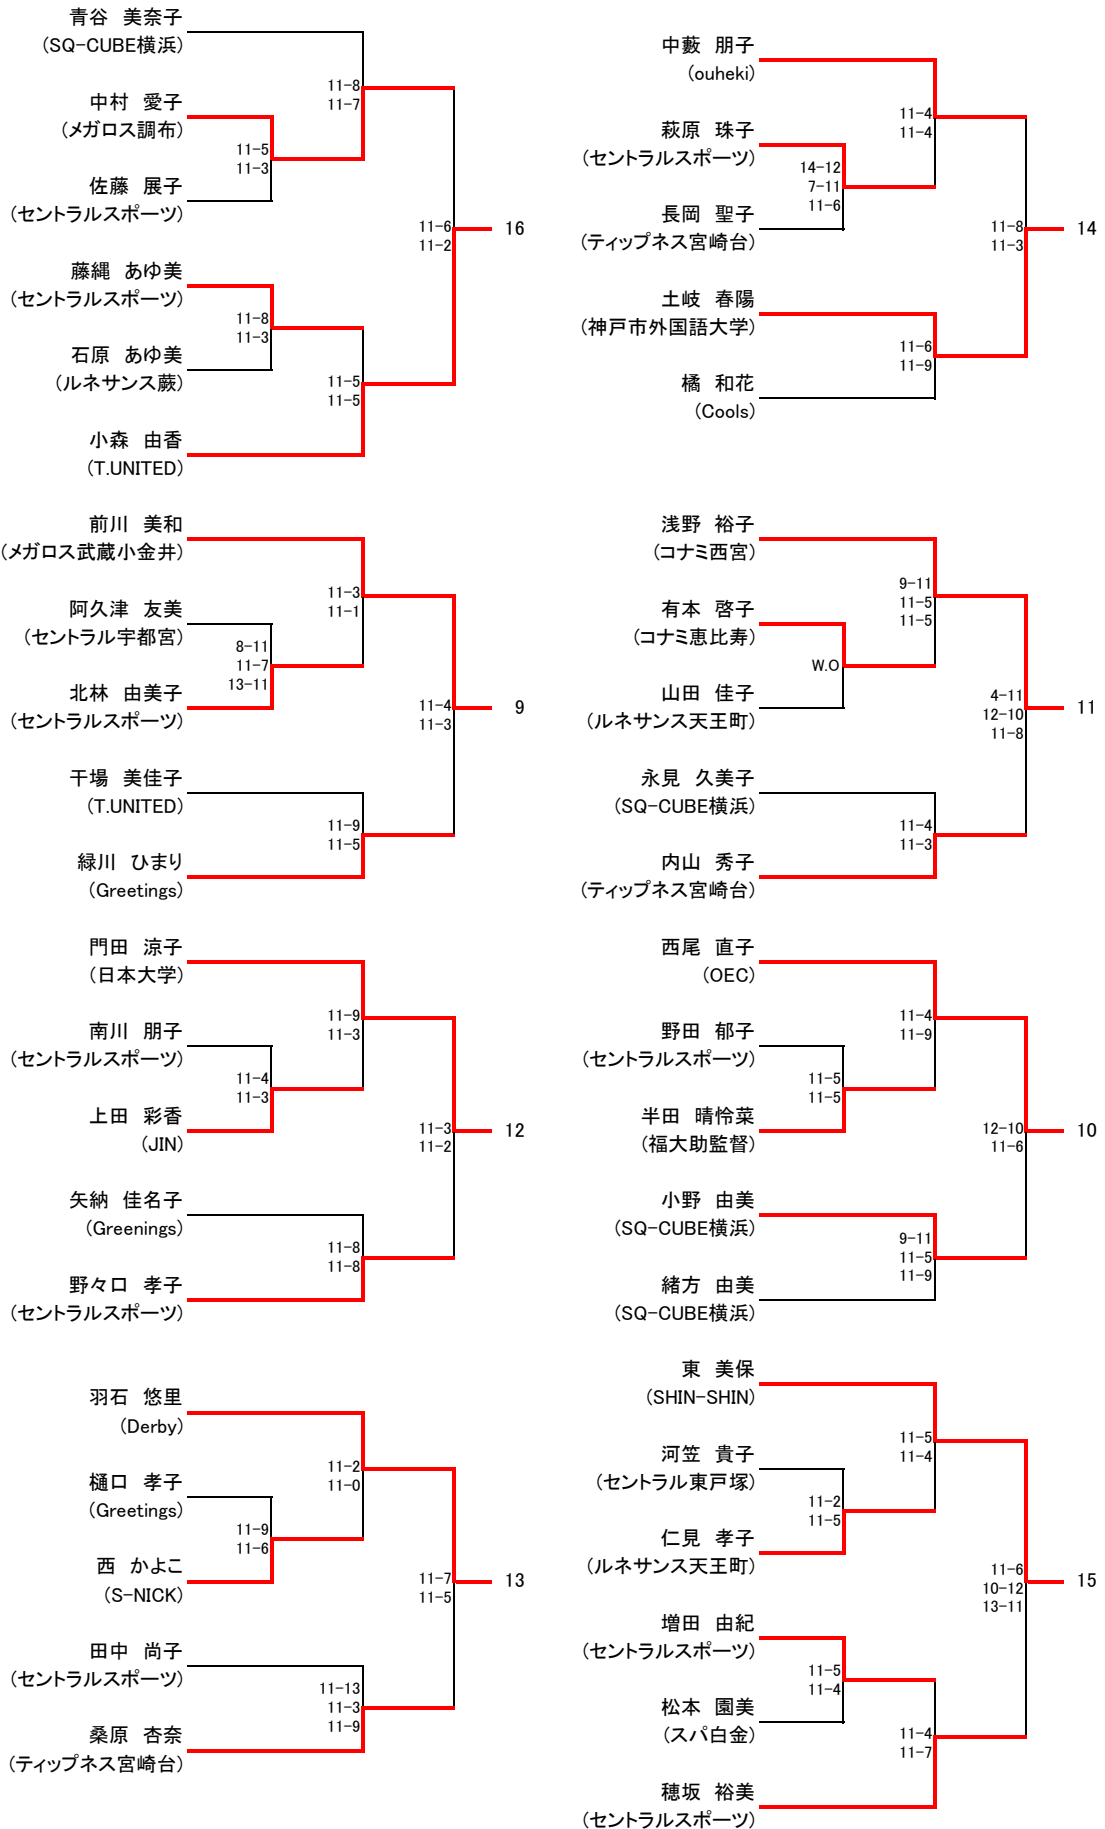 青谷 美奈子
(SQ-CUBE横浜)
11-8
11-7
中村 愛子
(メガロス調布)
11-5
11-3
佐藤 展子
(セントラルスポーツ)
11-6
11-2
16
藤縄 あゆ美
(セントラルスポーツ)
11-8
11-3
石原 あゆ美
(ルネサンス蕨)
11-5
11-5
小森 由香
(T.UNITED)
前川 美和
(メガロス武蔵小金井)
11-3
11-1
阿久津 友美
(セントラル宇都宮)
8-11
11-7
13-11
北林 由美子
(セントラルスポーツ)
11-4
11-3
9
干場 美佳子
(T.UNITED)
11-9
11-5
緑川 ひまり
(Greetings)
門田 涼子
(日本大学)
11-9
11-3
南川 朋子
(セントラルスポーツ)
11-4
11-3
上田 彩香
(JIN)
11-3
11-2
12
矢納 佳名子
(Greenings)
11-8
11-8
野々口 孝子
(セントラルスポーツ)
羽石 悠里
(Derby)
11-2
11-0
樋口 孝子
(Greetings)
11-9
11-6
西 かよこ
(S-NICK)
11-7
11-5
13
田中 尚子
(セントラルスポーツ)
11-13
11-3
11-9
桑原 杏奈
(ティップネス宮崎台)
中藪 朋子
(ouheki)
11-4
11-4
萩原 珠子
(セントラルスポーツ)
14-12
7-11
11-6
長岡 聖子
(ティップネス宮崎台)
11-8
11-3
14
土岐 春陽
(神戸市外国語大学)
11-6
11-9
橘 和花
(Cools)
浅野 裕子
(コナミ西宮)
9-11
11-5
11-5
有本 啓子
(コナミ恵比寿)
W.O
山田 佳子
(ルネサンス天王町)
4-11
12-10
11-8
11
永見 久美子
(SQ-CUBE横浜)
11-4
11-3
内山 秀子
(ティップネス宮崎台)
西尾 直子
(OEC)
11-4
11-9
野田 郁子
(セントラルスポーツ)
11-5
11-5
半田 晴怜菜
(福大助監督)
12-10
11-6
10
小野 由美
(SQ-CUBE横浜)
9-11
11-5
11-9
緒方 由美
(SQ-CUBE横浜)
東 美保
(SHIN-SHIN)
11-5
11-4
河笠 貴子
(セントラル東戸塚)
11-2
11-5
仁見 孝子
(ルネサンス天王町)
11-6
10-12
13-11
15
増田 由紀
(セントラルスポーツ)
11-5
11-4
松本 園美
(スパ白金)
11-4
11-7
穂坂 裕美
(セントラルスポーツ)